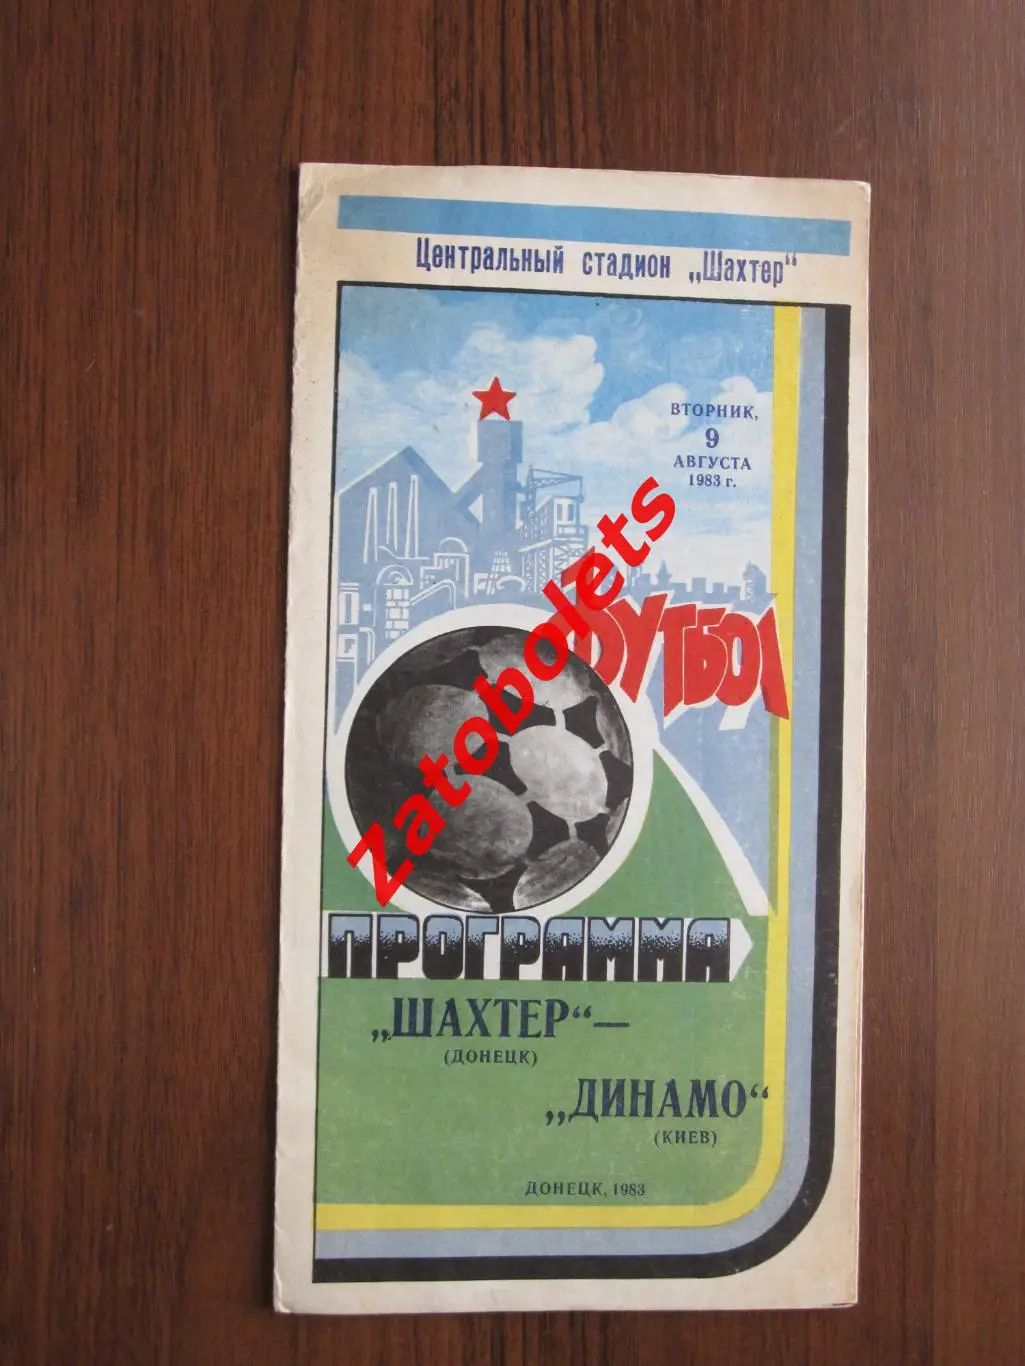 Центральный стадион „Шахтер“
ВТОРНИК,
9
АВГУСТА
1983 г.
ФУТБОЛ
Zatobolets
ПРОГРАММА
„ШАХТЕР“—
(ДОНЕЦК)
„ДИНАМО“
(КИЕВ)
ДОНЕЦК, 1983